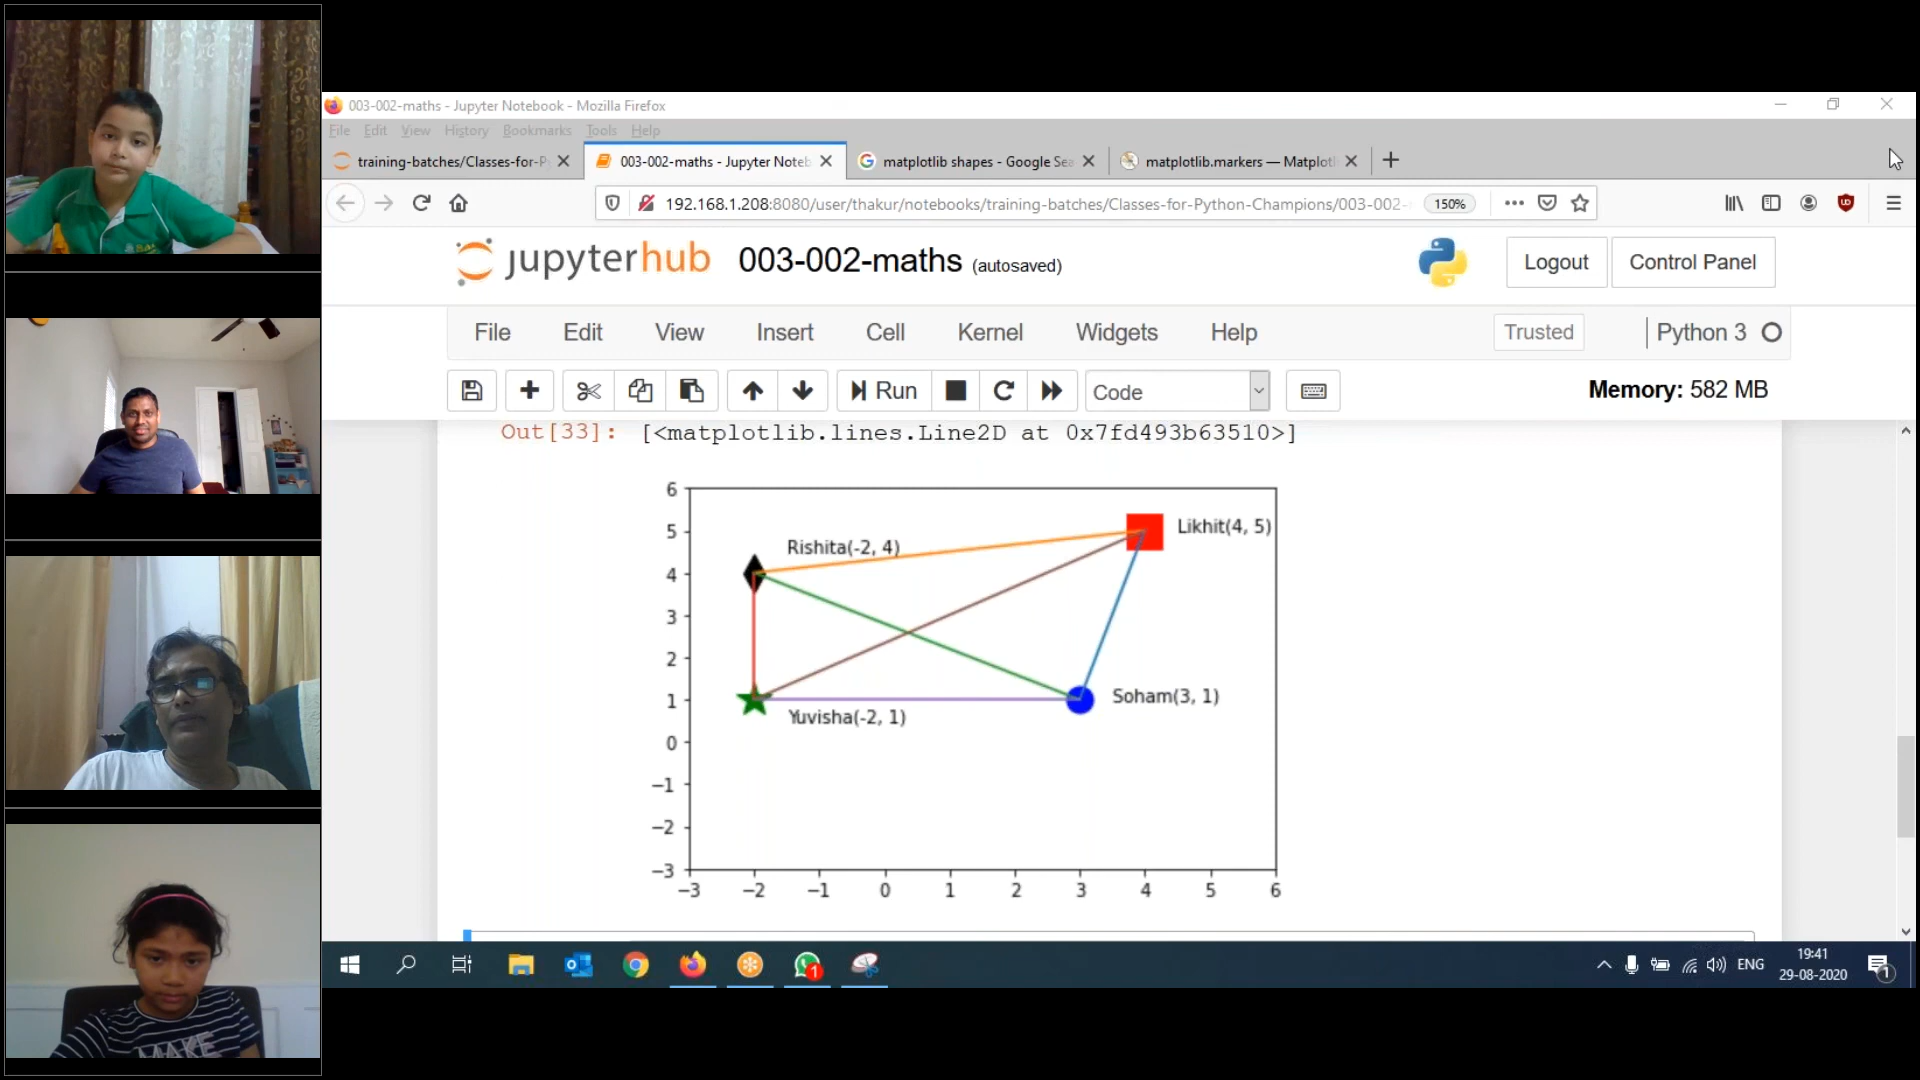 003-002-maths - Jupyter Notebook - Mozilla Firefox
File Edit View History Bookmarks Tools Help
training-batches/Classes-for-P
003-002-maths - Jupyter Noteb
matplotlib shapes - Google Sea
matplotlib.markers — Matplotli
192.168.1.208:8080/user/thakur/notebooks/training-batches/Classes-for-Python-Champions/003-002-
150%
jupyterhub 003-002-maths (autosaved)
Logout Control Panel
File Edit View Insert Cell Kernel Widgets Help
Trusted Python 3
Run Code
Memory: 582 MB
Out[33]: [<matplotlib.lines.Line2D at 0x7fd493b63510>]
6
5
4
3
2
1
0
−1
−2
−3
Likhit(4, 5)
Rishita(-2, 4)
Soham(3, 1)
Yuvisha(-2, 1)
−3 −2 −1 0 1 2 3 4 5 6
MAKE
1
ENG
19:41
29-08-2020
1